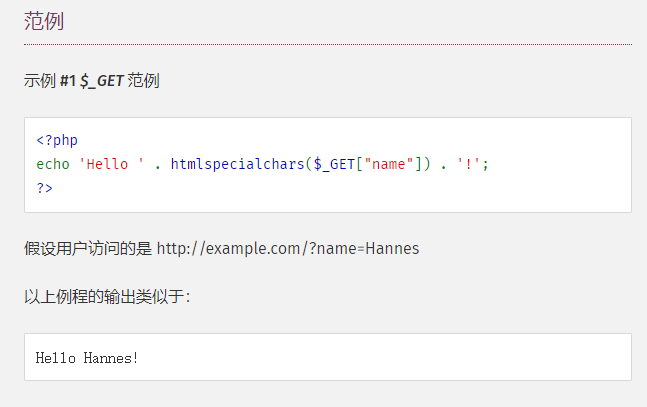 范例
示例 #1 $_GET 范例
<?php
echo 'Hello ' . htmlspecialchars($_GET["name"]) . '!';
?>
假设用户访问的是 http://example.com/?name=Hannes
以上例程的输出类似于：
Hello Hannes!